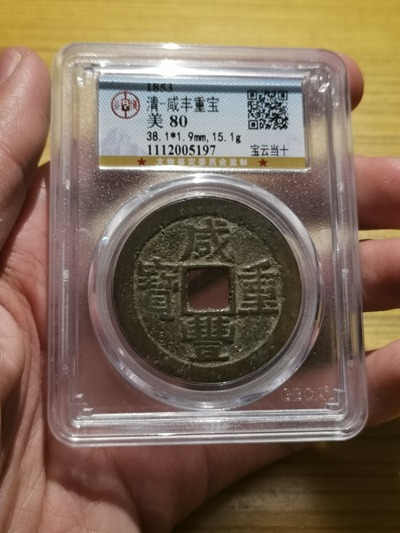 1853
清-咸丰重宝
美 80
38.1*1.9mm,15.1g
1112005197
宝云当十
★ 文物鉴定委员会监制 ★
咸
寶 重
豐
GBCA